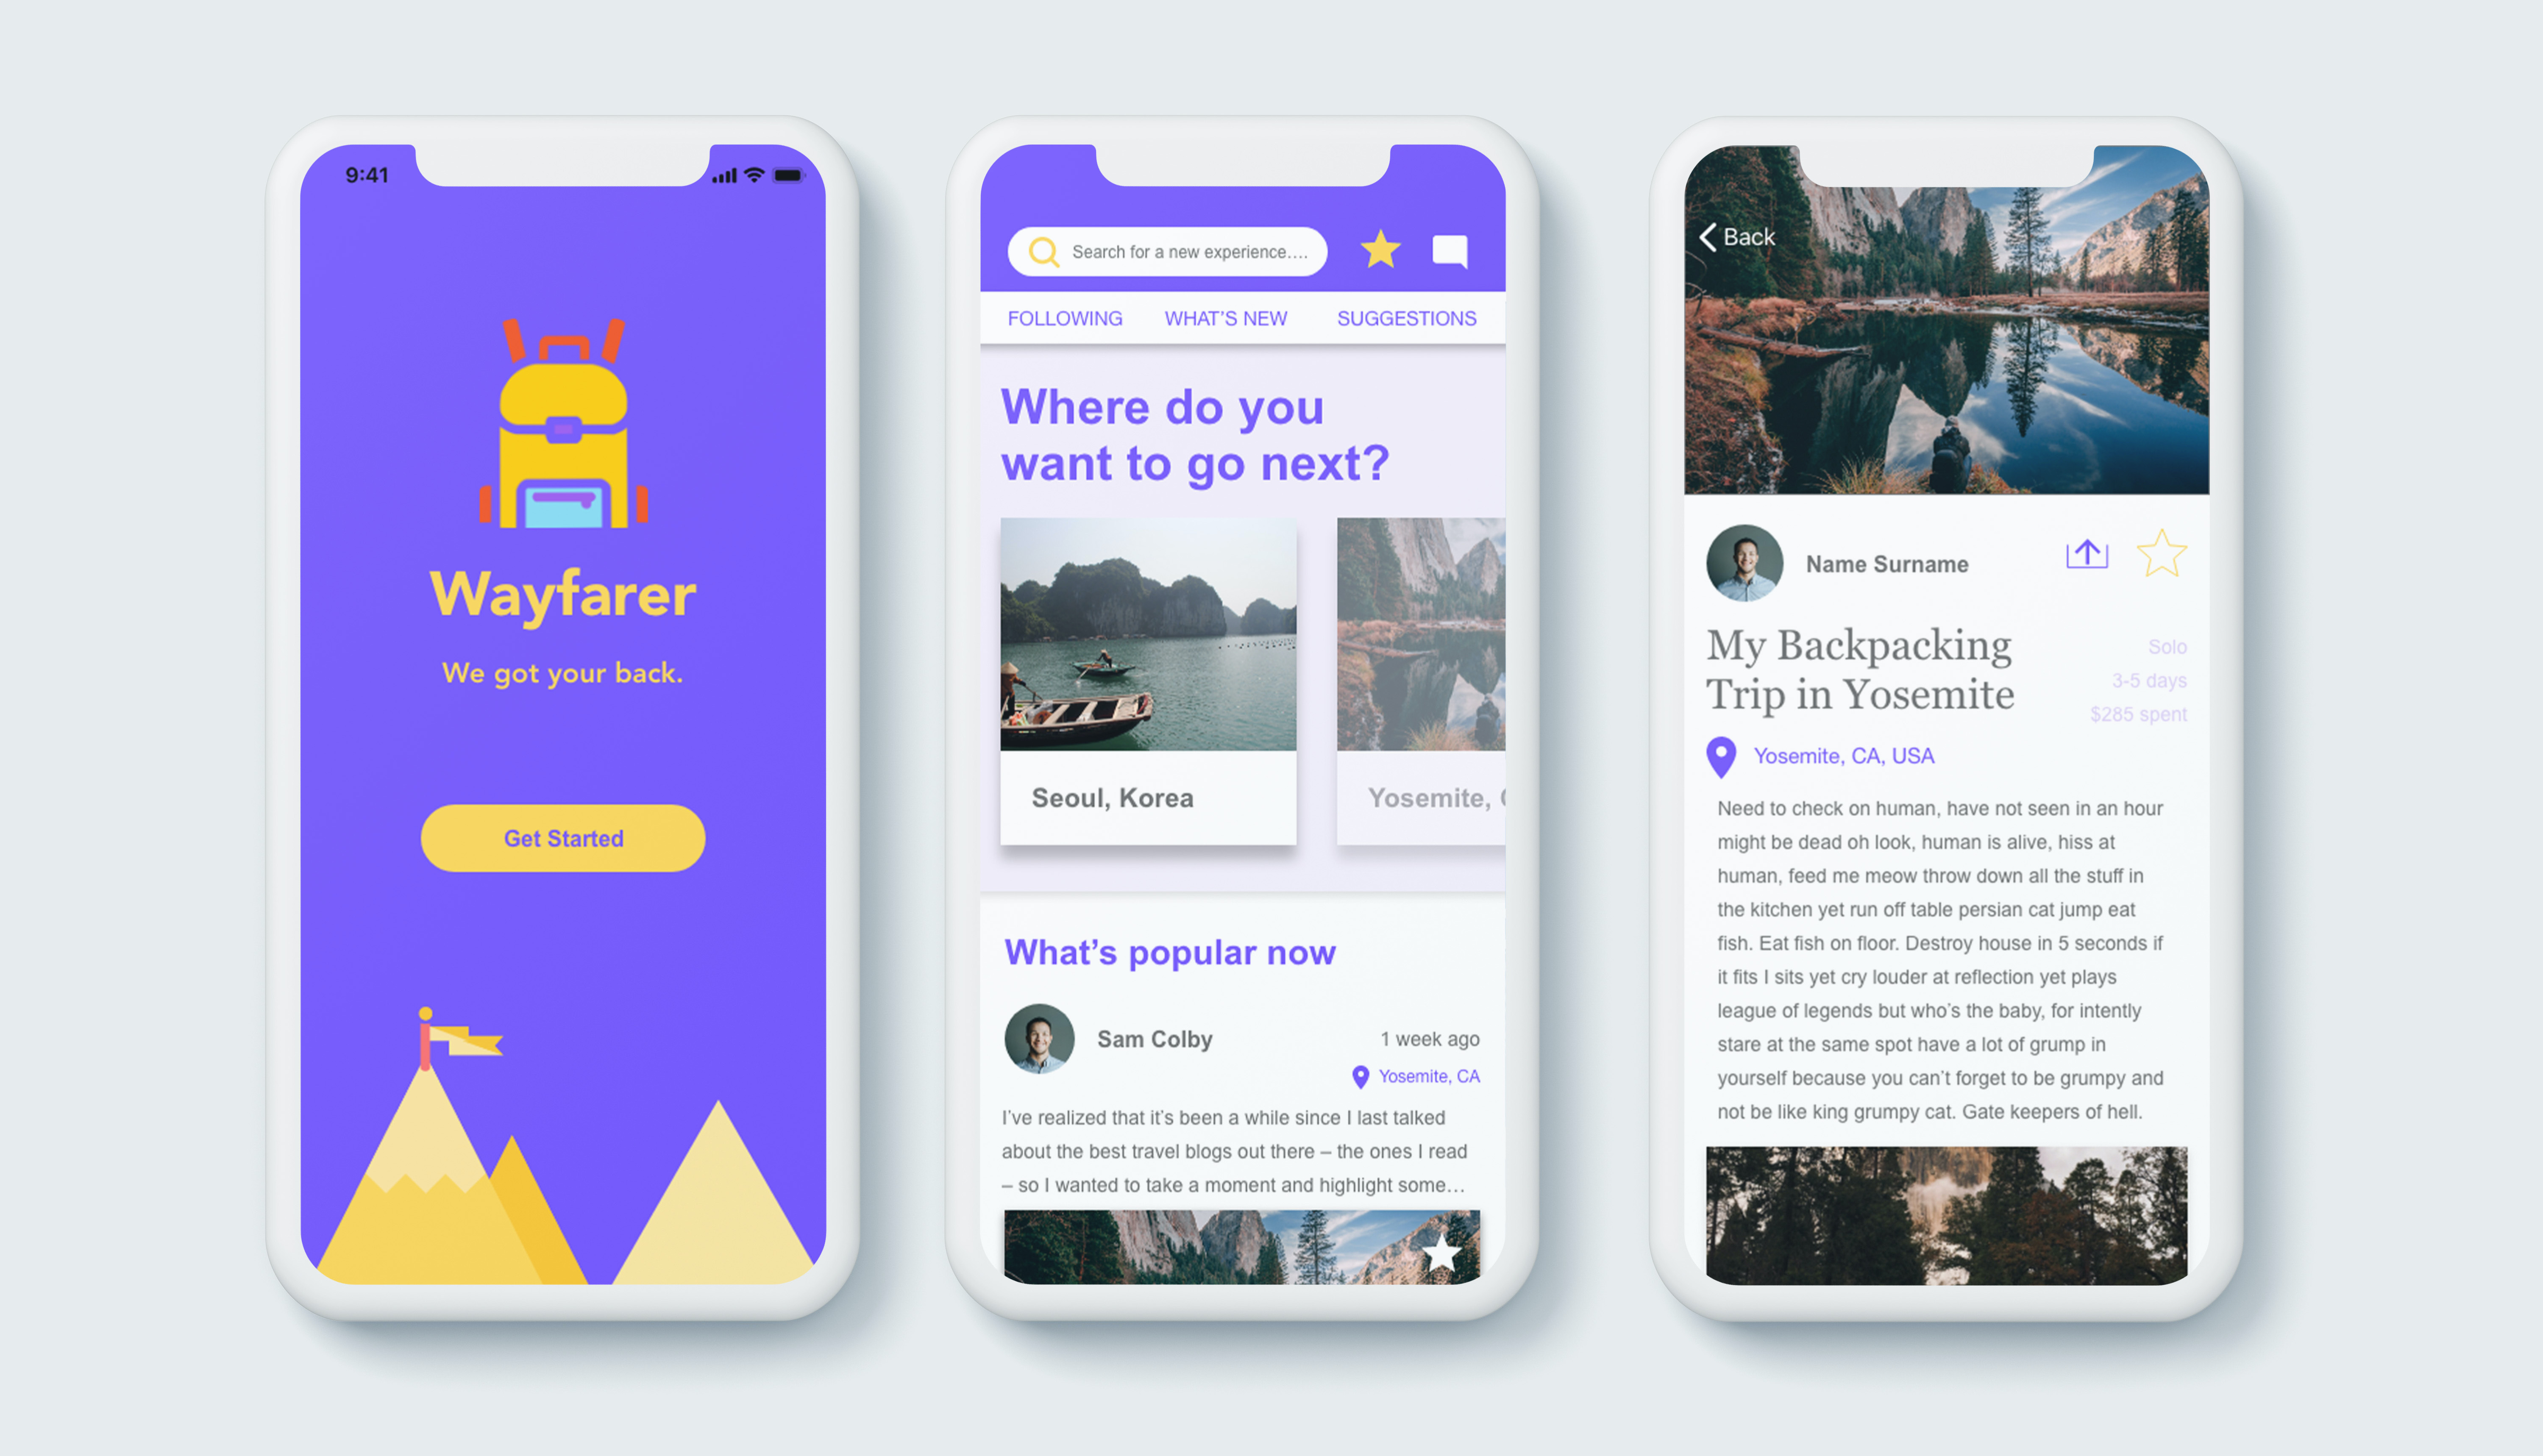 9:41
Wayfarer
We got your back.
Get Started
Search for a new experience....
FOLLOWING WHAT'S NEW SUGGESTIONS
Where do you
want to go next?
Seoul, Korea
Yosemite,
What's popular now
Sam Colby
1 week ago
Yosemite, CA
I've realized that it's been a while since I last talked
about the best travel blogs out there – the ones I read
– so I wanted to take a moment and highlight some...
Back
Name Surname
My Backpacking
Trip in Yosemite
Solo
3-5 days
$285 spent
Yosemite, CA, USA
Need to check on human, have not seen in an hour
might be dead oh look, human is alive, hiss at
human, feed me meow throw down all the stuff in
the kitchen yet run off table persian cat jump eat
fish. Eat fish on floor. Destroy house in 5 seconds if
it fits I sits yet cry louder at reflection yet plays
league of legends but who's the baby, for intently
stare at the same spot have a lot of grump in
yourself because you can't forget to be grumpy and
not be like king grumpy cat. Gate keepers of hell.